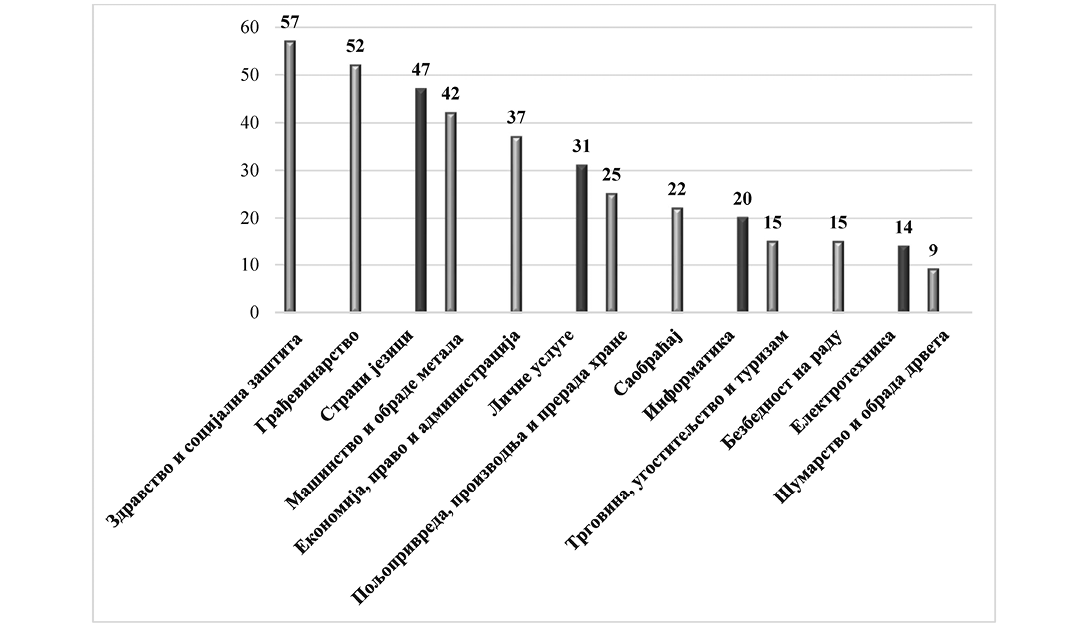 60
50
40
30
20
10
0
57
52
47
42
37
31
25
22
20
15
15
14
9
Здравство и социјална заштита
Грађевинарство
Страни језици
Машинство и обраде метала
Економија, право и администрација
Личне услуге
Пољопривреда, производња и прерада хране
Саобраћај
Информатика
Трговина, угоститељство и туризам
Безбедност на раду
Електротехника
Шумарство и обрада дрвета